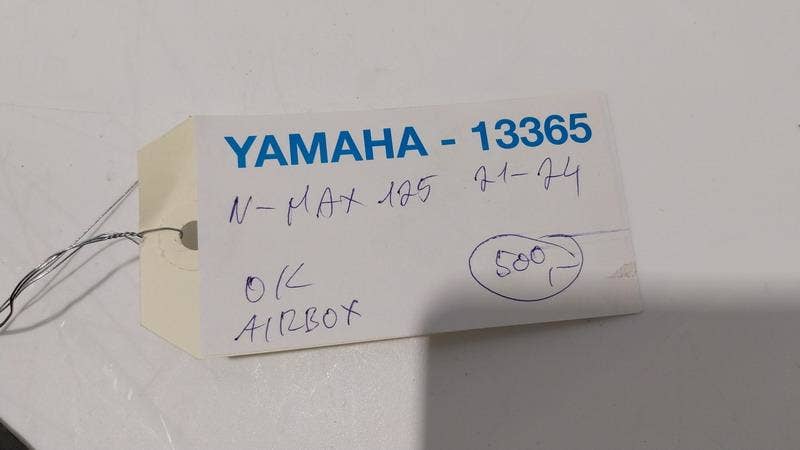 YAMAHA - 13365
N-MAX 125 21-24
OK
500,-
AIRBOX